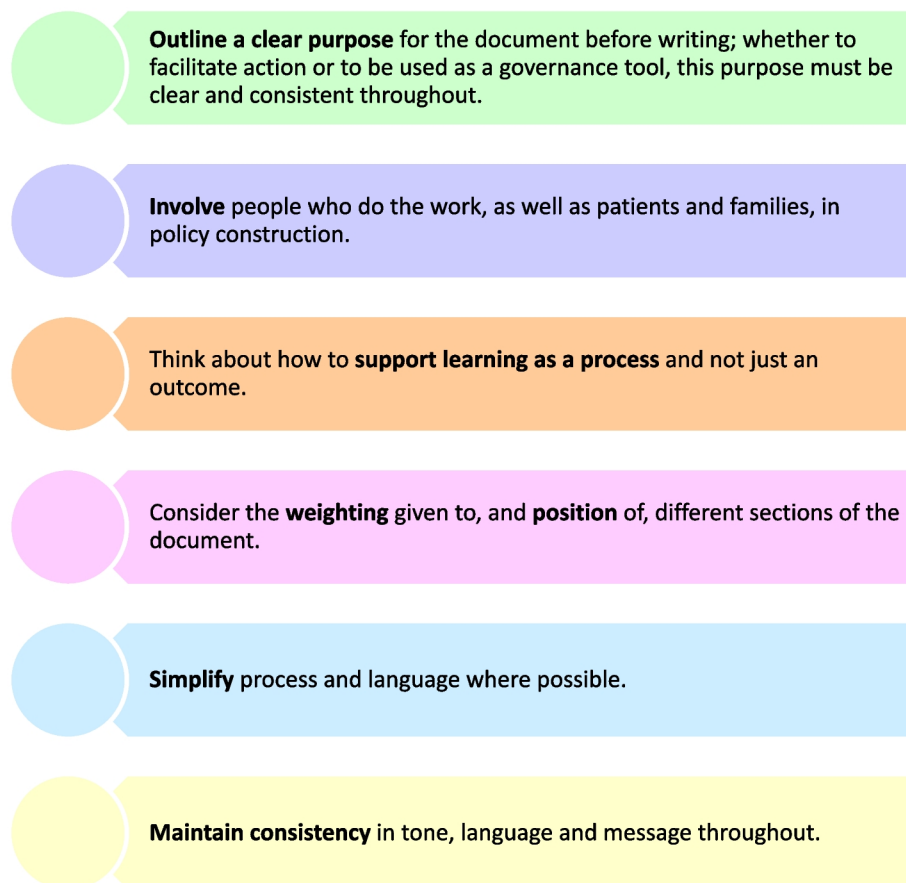 Outline a clear purpose for the document before writing; whether to
facilitate action or to be used as a governance tool, this purpose must be
clear and consistent throughout.
Involve people who do the work, as well as patients and families, in
policy construction.
Think about how to support learning as a process and not just an
outcome.
Consider the weighting given to, and position of, different sections of the
document.
Simplify process and language where possible.
Maintain consistency in tone, language and message throughout.